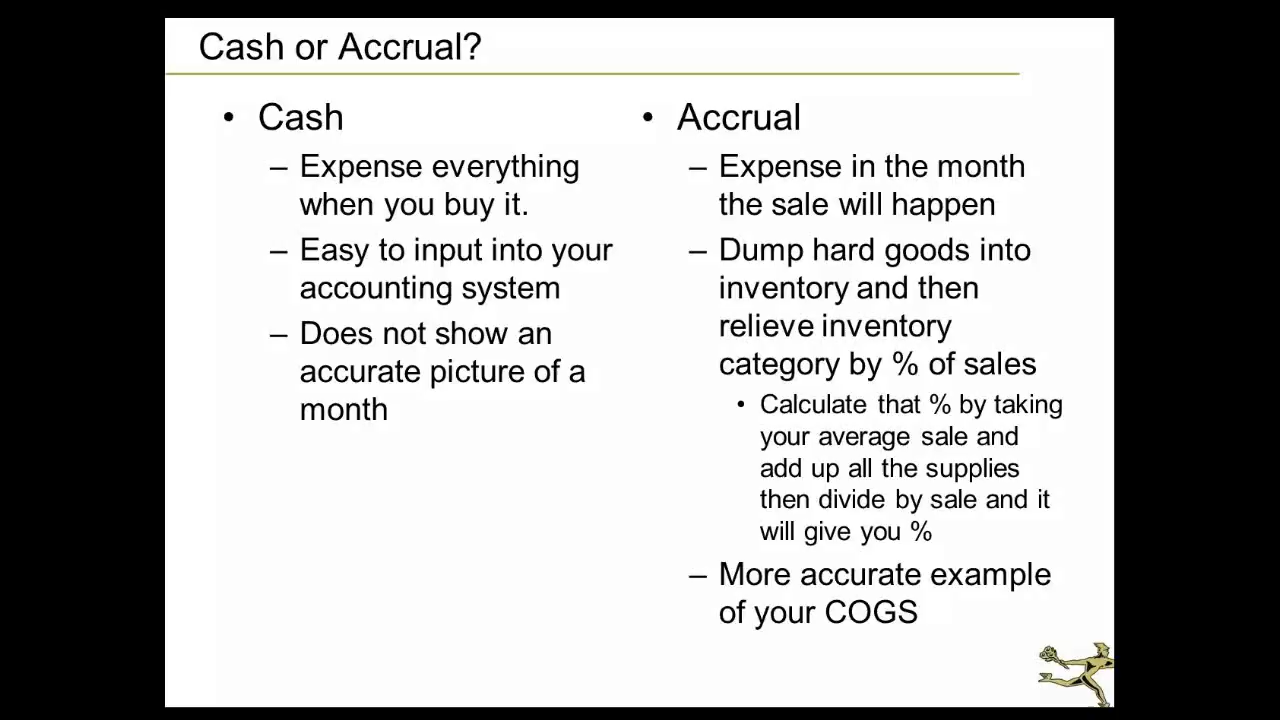 Cash or Accrual?
• Cash
– Expense everything
when you buy it.
– Easy to input into your
accounting system
– Does not show an
accurate picture of a
month
• Accrual
– Expense in the month
the sale will happen
– Dump hard goods into
inventory and then
relieve inventory
category by % of sales
• Calculate that % by taking
your average sale and
add up all the supplies
then divide by sale and it
will give you %
– More accurate example
of your COGS